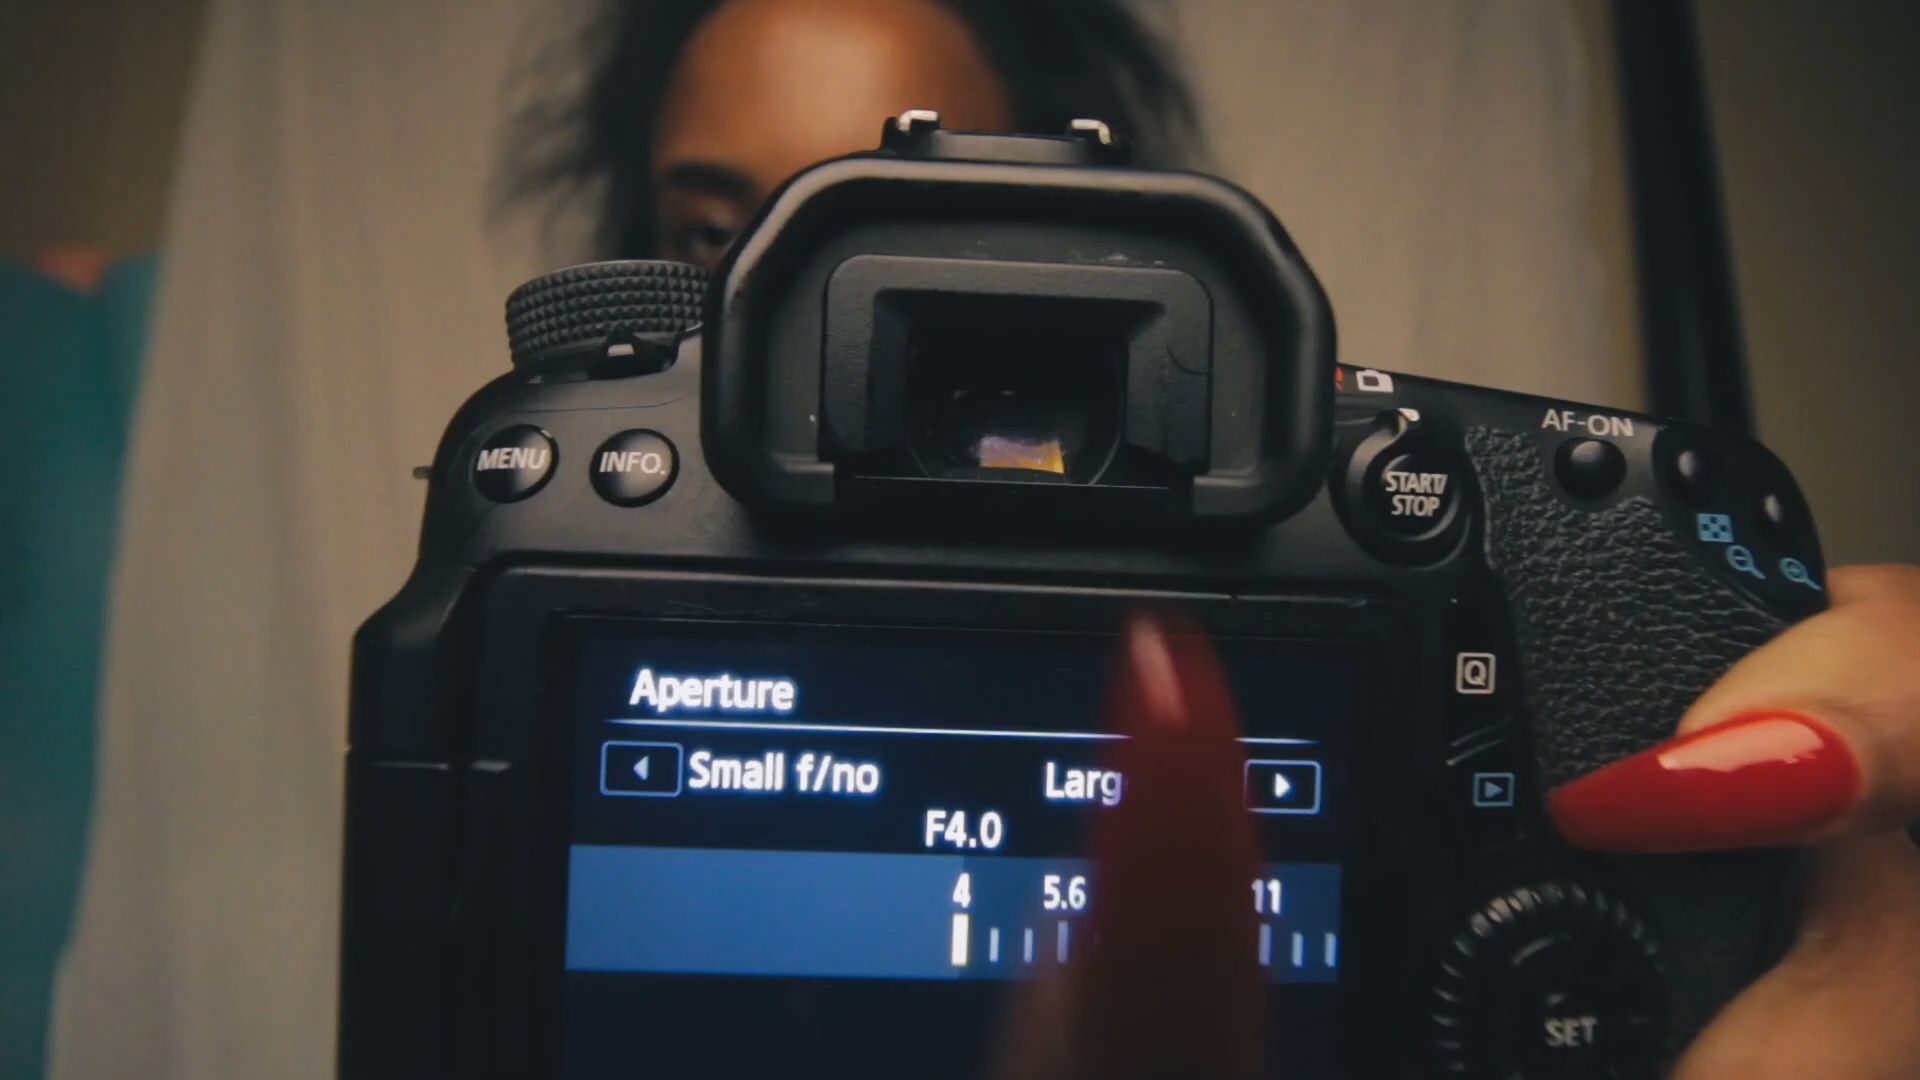 AF-ON
MENU INFO.
START/
STOP
Q
Aperture
Small f/no
F4.0
4 5.6 11
SET